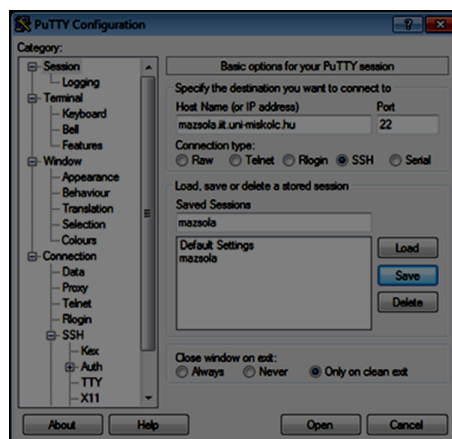 PuTTY Configuration
Category:
Session
Logging
Terminal
Keyboard
Bell
Features
Window
Appearance
Behaviour
Translation
Selection
Colours
Connection
Data
Proxy
Telnet
Rlogin
SSH
Kex
Auth
TTY
X11
Basic options for your PuTTY session
Specify the destination you want to connect to
Host Name (or IP address) Port
mazsola.iit.uni-miskolc.hu 22
Connection type:
Raw Telnet Rlogin SSH Serial
Load, save or delete a stored session
Saved Sessions
mazsola
Default Settings
mazsola
Load
Save
Delete
Close window on exit:
Always Never Only on clean exit
About Help Open Cancel